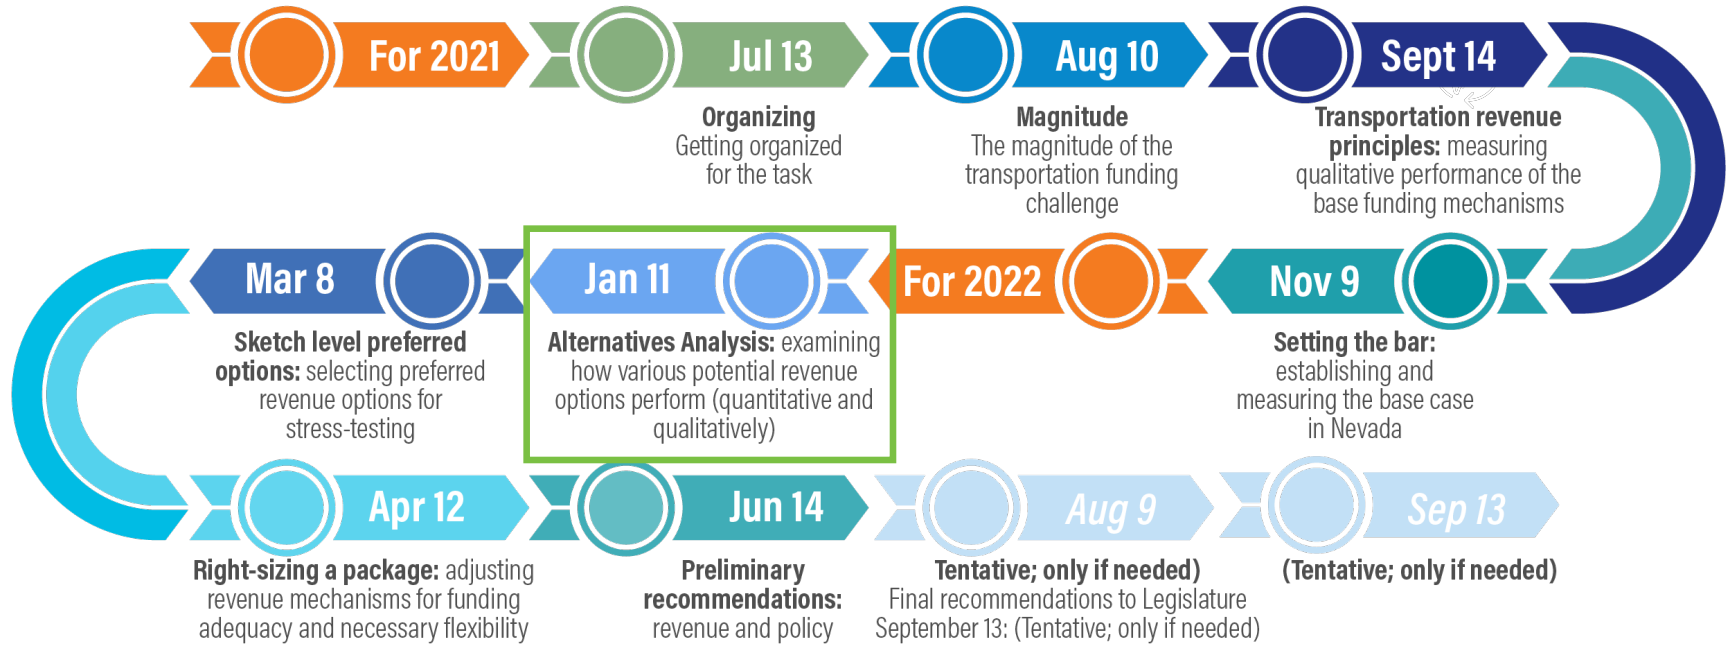 For 2021
Jul 13
Aug 10
Sept 14
Organizing
Getting organized
for the task
Magnitude
The magnitude of the
transportation funding
challenge
Transportation revenue
principles: measuring
qualitative performance of the
base funding mechanisms
Mar 8
Jan 11
For 2022
Nov 9
Sketch level preferred
options: selecting preferred
revenue options for
stress-testing
Alternatives Analysis: examining
how various potential revenue
options perform (quantitative and
qualitatively)
Setting the bar:
establishing and
measuring the base case
in Nevada
Apr 12
Jun 14
Aug 9
Sep 13
Right-sizing a package: adjusting
revenue mechanisms for funding
adequacy and necessary flexibility
Preliminary
recommendations:
revenue and policy
Tentative; only if needed)
Final recommendations to Legislature
September 13: (Tentative; only if needed)
(Tentative; only if needed)